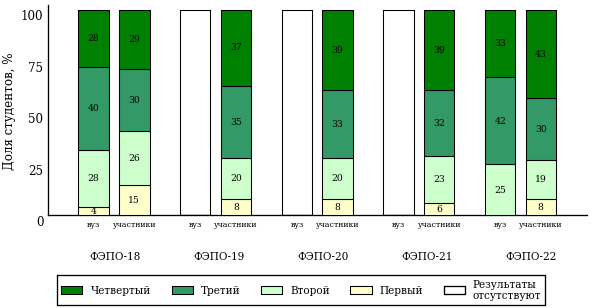 Доля студентов, %
100
75
50
25
0
28 29 37 39 39 33 43
40 30 35 33 32 42 30
28 26 20 20 23 25 19
4 15 8 8 6 8
вуз участники вуз участники вуз участники вуз участники вуз участники
ФЭПО-18 ФЭПО-19 ФЭПО-20 ФЭПО-21 ФЭПО-22
Четвертый Третий Второй Первый Результаты
отсутствуют